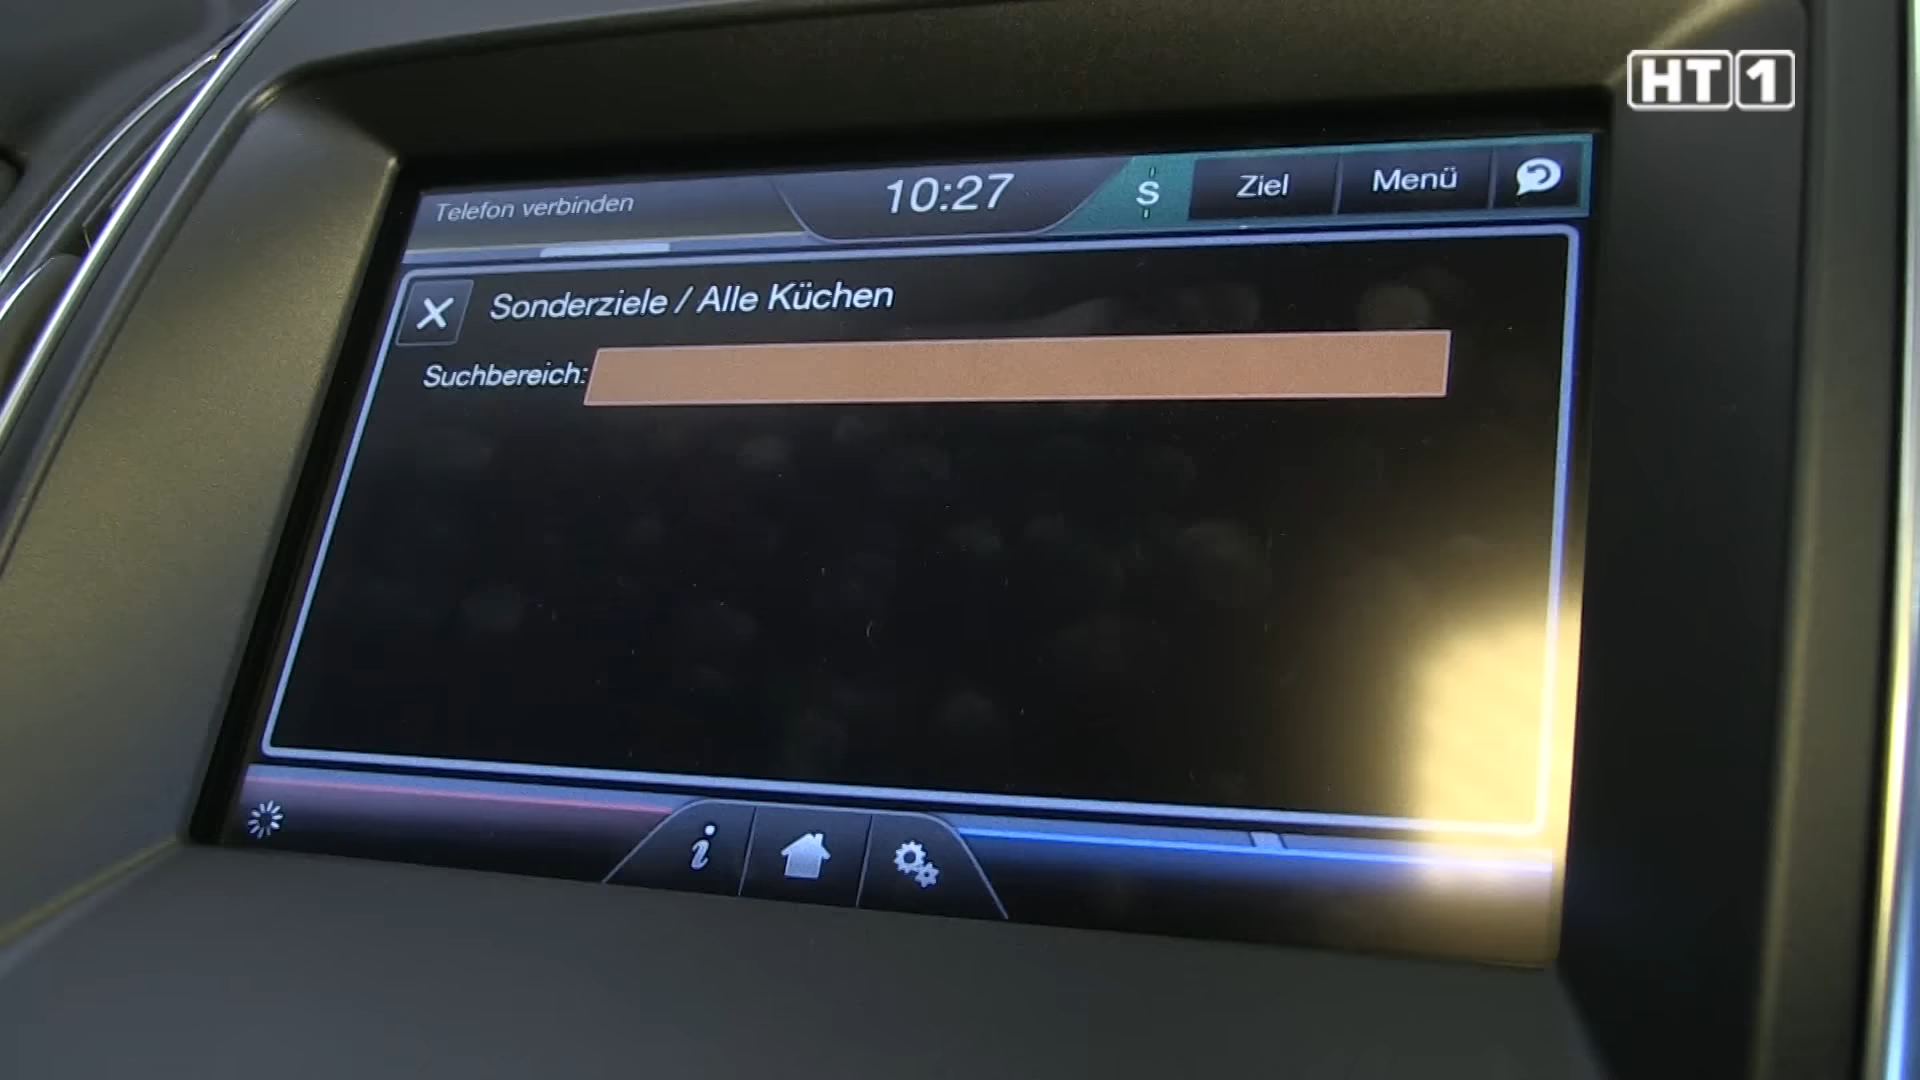 HT1
Telefon verbinden
10:27
S
Ziel
Menü
Sonderziele / Alle Küchen
Suchbereich:
i